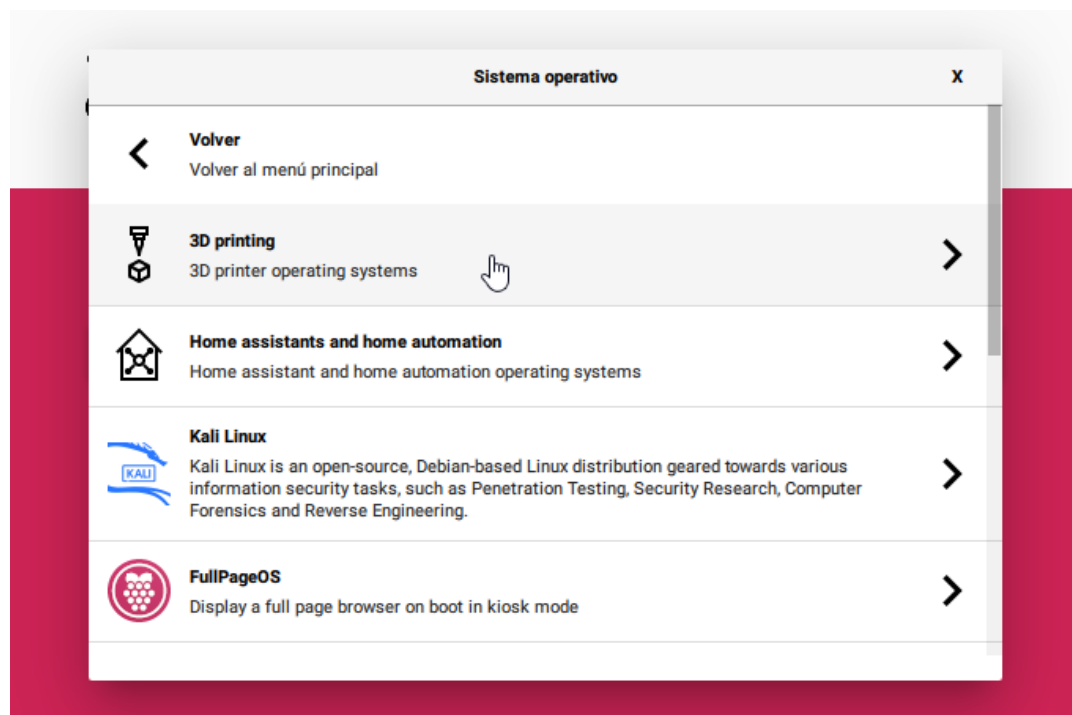 Sistema operativo X
Volver
Volver al menú principal
3D printing
3D printer operating systems
Home assistants and home automation
Home assistant and home automation operating systems
Kali Linux
KALI
Kali Linux is an open-source, Debian-based Linux distribution geared towards various
information security tasks, such as Penetration Testing, Security Research, Computer
Forensics and Reverse Engineering.
FullPageOS
Display a full page browser on boot in kiosk mode